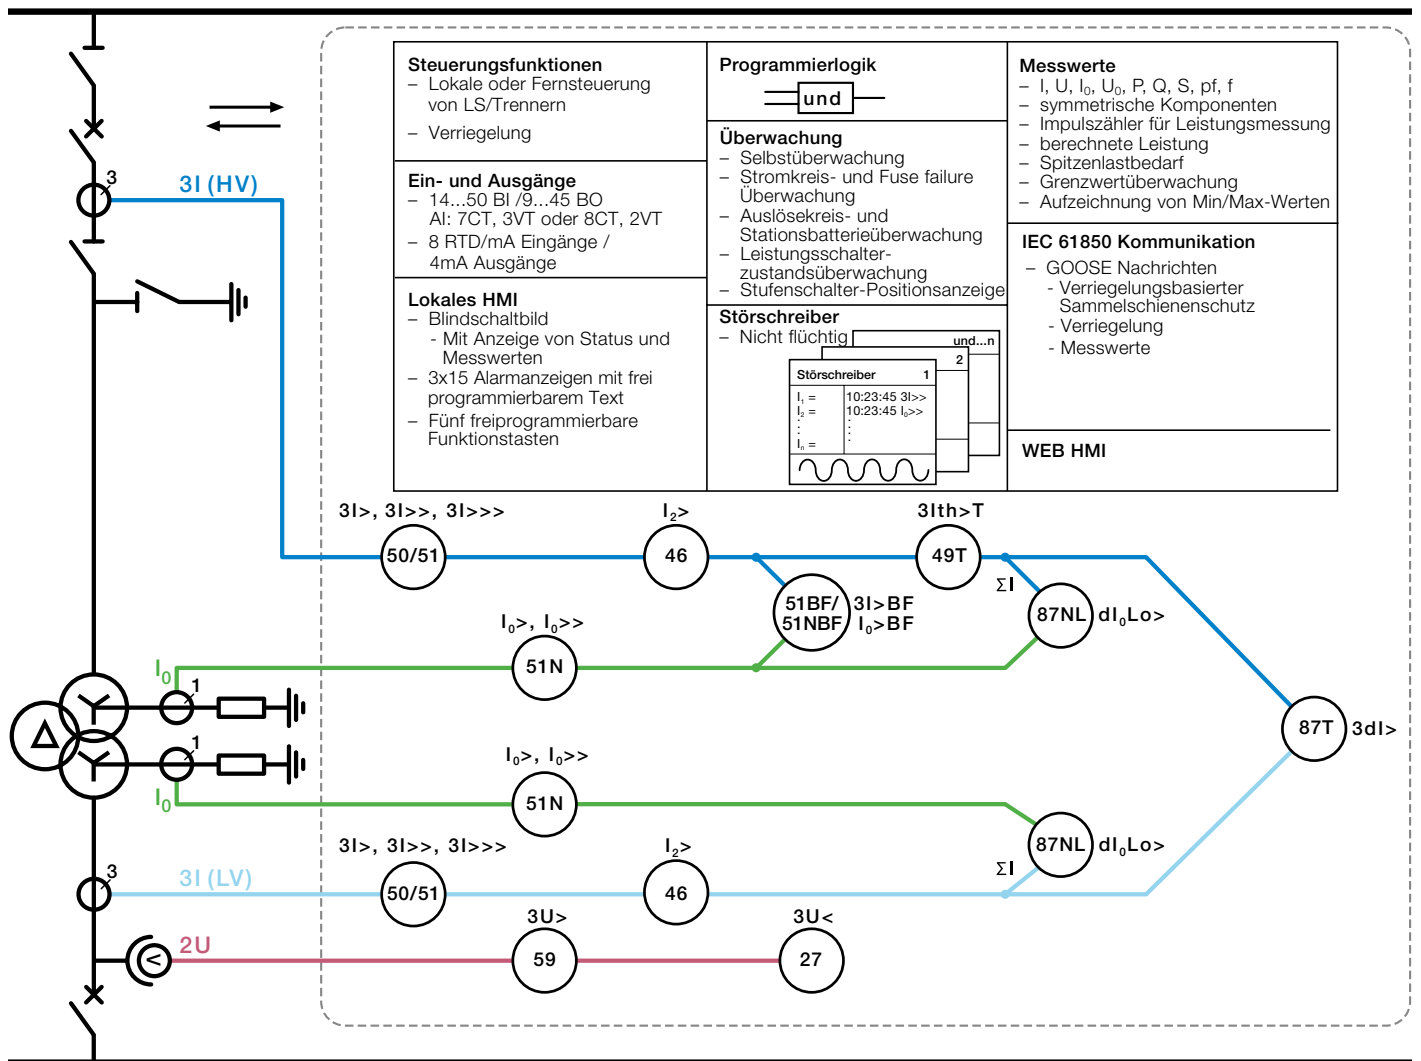 Steuerungsfunktionen
– Lokale oder Fernsteuerung
von LS/Trennern
– Verriegelung
Ein- und Ausgänge
– 14...50 BI /9...45 BO
AI: 7CT, 3VT oder 8CT, 2VT
– 8 RTD/mA Eingänge /
4mA Ausgänge
Lokales HMI
– Blindschaltbild
- Mit Anzeige von Status und
Messwerten
– 3x15 Alarmanzeigen mit frei
programmierbarem Text
– Fünf freiprogrammierbare
Funktionstasten
Programmierlogik
und
Überwachung
– Selbstüberwachung
– Stromkreis- und Fuse failure
Überwachung
– Auslösekreis- und
Stationsbatterieüberwachung
– Leistungsschalter-
zustandsüberwachung
– Stufenschalter-Positionsanzeige
Störschreiber
– Nicht flüchtig
und...n
2
Störschreiber 1
I₁ = 10:23:45 3I>>
I₂ = 10:23:45 I₀>>
: :
: :
Iₙ =
Messwerte
– I, U, I₀, U₀, P, Q, S, pf, f
– symmetrische Komponenten
– Impulszähler für Leistungsmessung
– berechnete Leistung
– Spitzenlastbedarf
– Grenzwertüberwachung
– Aufzeichnung von Min/Max-Werten
IEC 61850 Kommunikation
– GOOSE Nachrichten
- Verriegelungsbasierter
Sammelschienenschutz
- Verriegelung
- Messwerte
WEB HMI
3
3I (HV)
3I>, 3I>>, 3I>>>
50/51
I₂>
46
3Ith>T
49T
51BF/
51NBF
3I>BF
I₀>BF
ΣI
87NL
dI₀Lo>
I₀>, I₀>>
51N
I₀
1
87T
3dI>
Δ
1
I₀
I₀>, I₀>>
51N
87NL
dI₀Lo>
ΣI
3
3I (LV)
3I>, 3I>>, 3I>>>
50/51
I₂>
46
2U
3U>
59
3U<
27